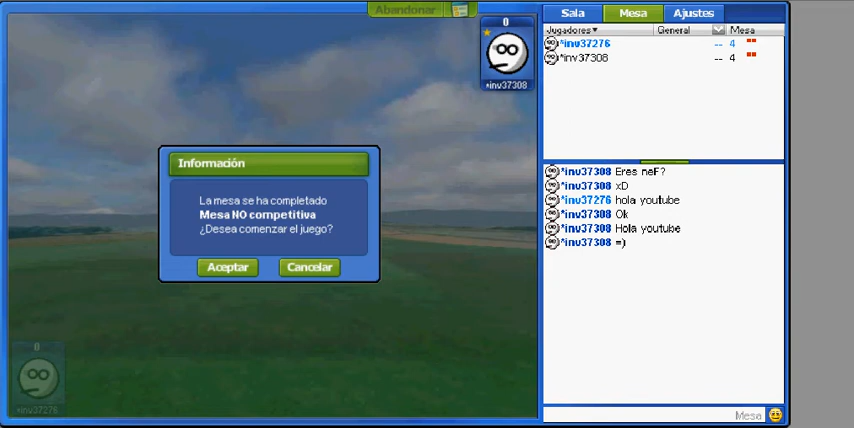 Abandonar
0
*inv37308
Información
La mesa se ha completado
Mesa NO competitiva
¿Desea comenzar el juego?
Aceptar
Cancelar
0
*inv37276
Sala
Mesa
Ajustes
Jugadores
General
Mesa
*inv37276 -- 4
*inv37308 -- 4
*inv37308 Eres neF?
*inv37308 xD
*inv37276 hola youtube
*inv37308 Ok
*inv37308 Hola youtube
*inv37308 =)
Mesa